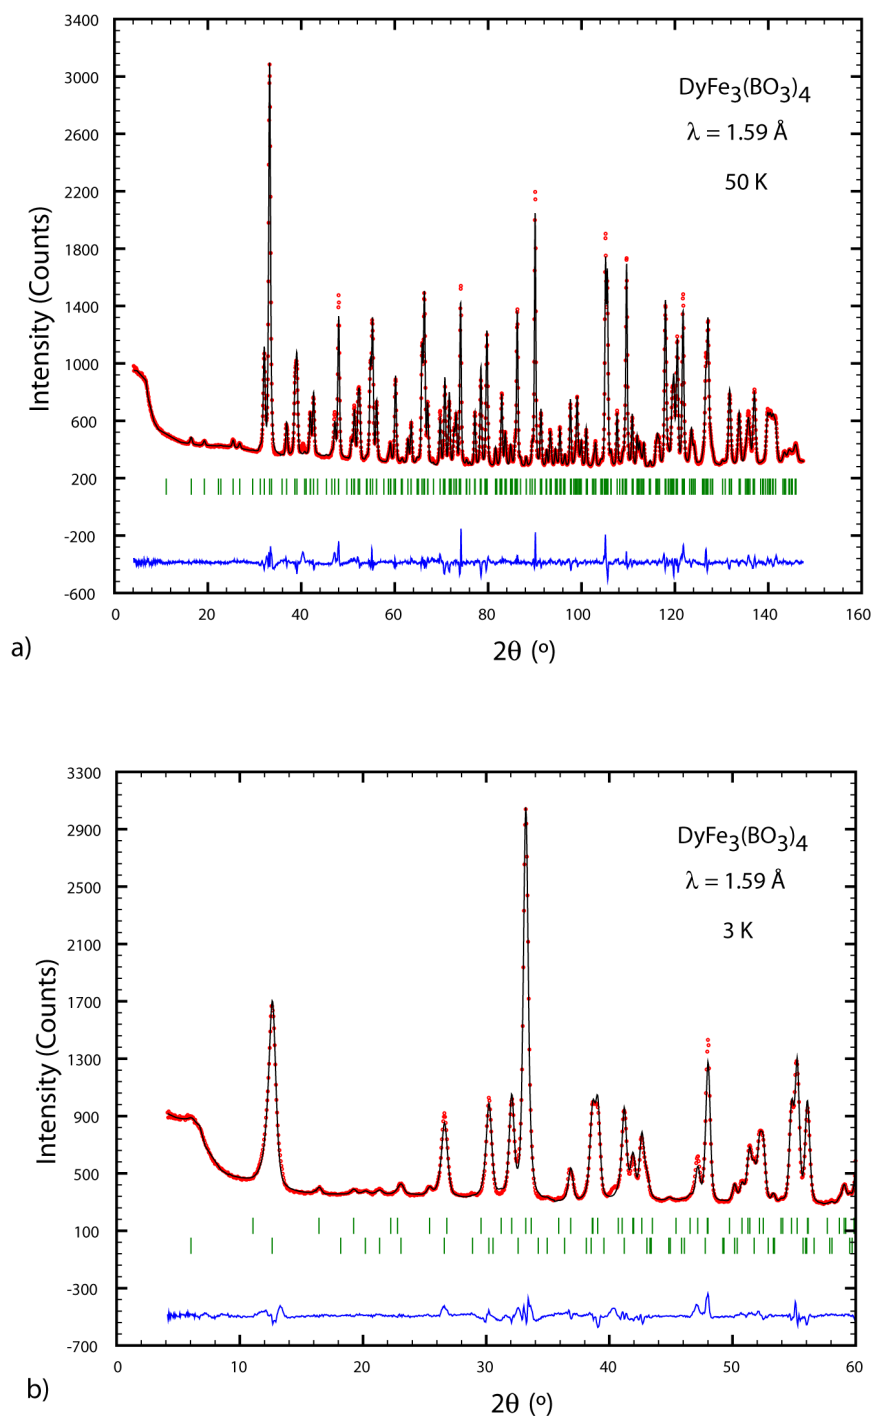 3400
3000
2600
2200
1800
1400
1000
600
200
-200
-600
Intensity (Counts)
DyFe3(BO3)4
λ = 1.59 Å
50 K
0 20 40 60 80 100 120 140 160
2θ (º)
a)
3300
2900
2500
2100
1700
1300
900
500
100
-300
-700
Intensity (Counts)
DyFe3(BO3)4
λ = 1.59 Å
3 K
0 10 20 30 40 50 60
2θ (º)
b)